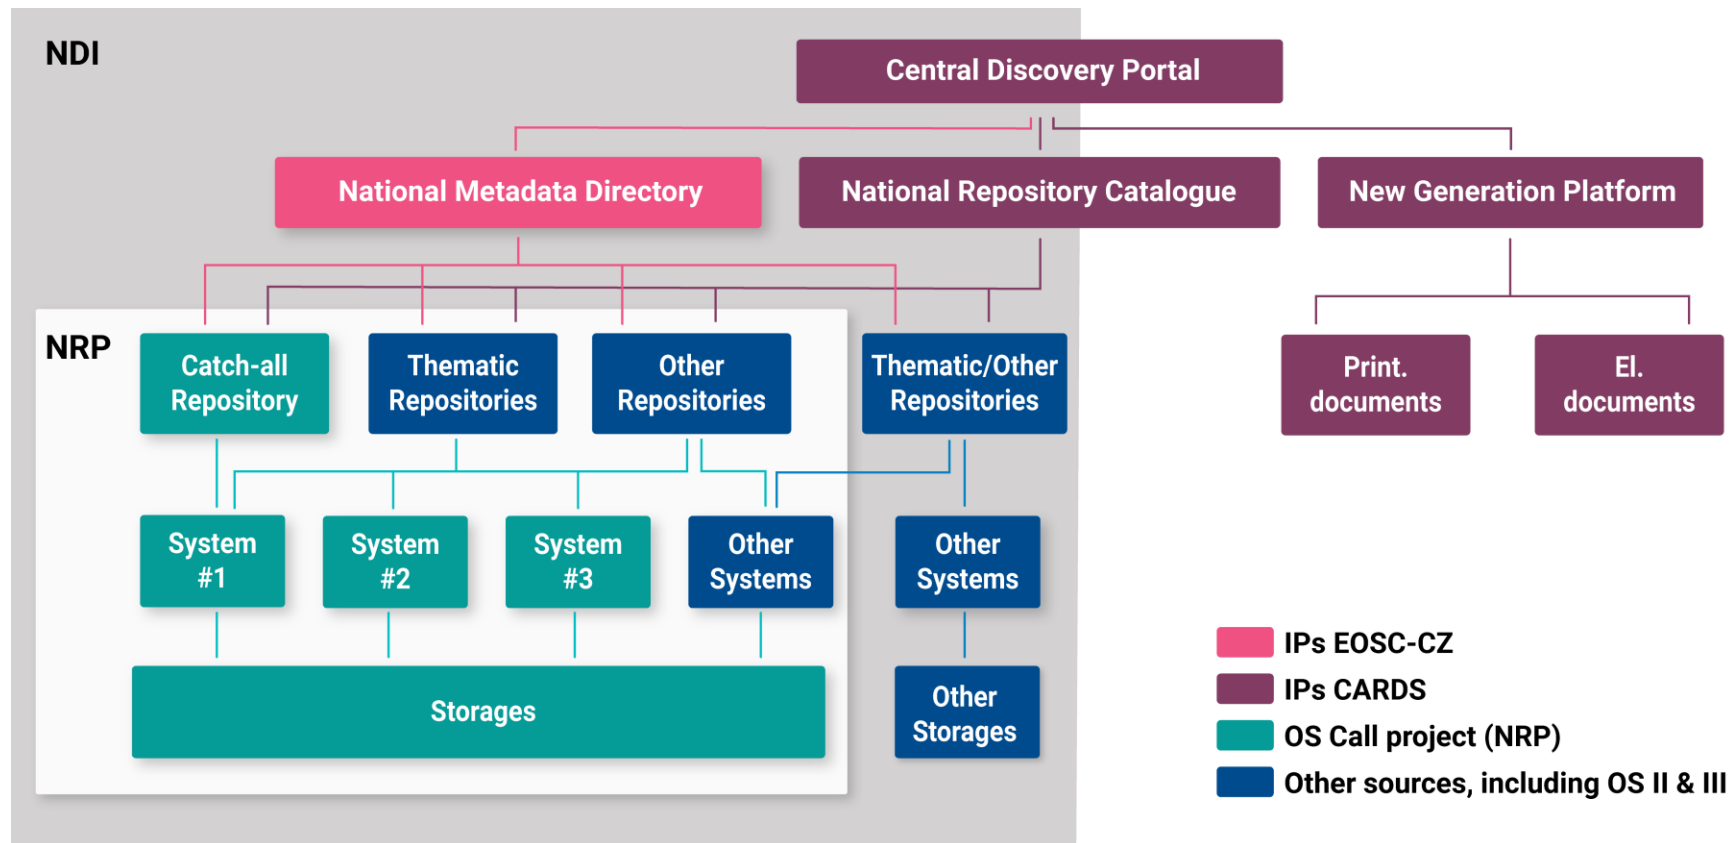 NDI
Central Discovery Portal
National Metadata Directory
National Repository Catalogue
New Generation Platform
NRP
Catch-all
Repository
Thematic
Repositories
Other
Repositories
Thematic/Other
Repositories
Print.
documents
El.
documents
System
#1
System
#2
System
#3
Other
Systems
Other
Systems
Storages
Other
Storages
IPs EOSC-CZ
IPs CARDS
OS Call project (NRP)
Other sources, including OS II & III